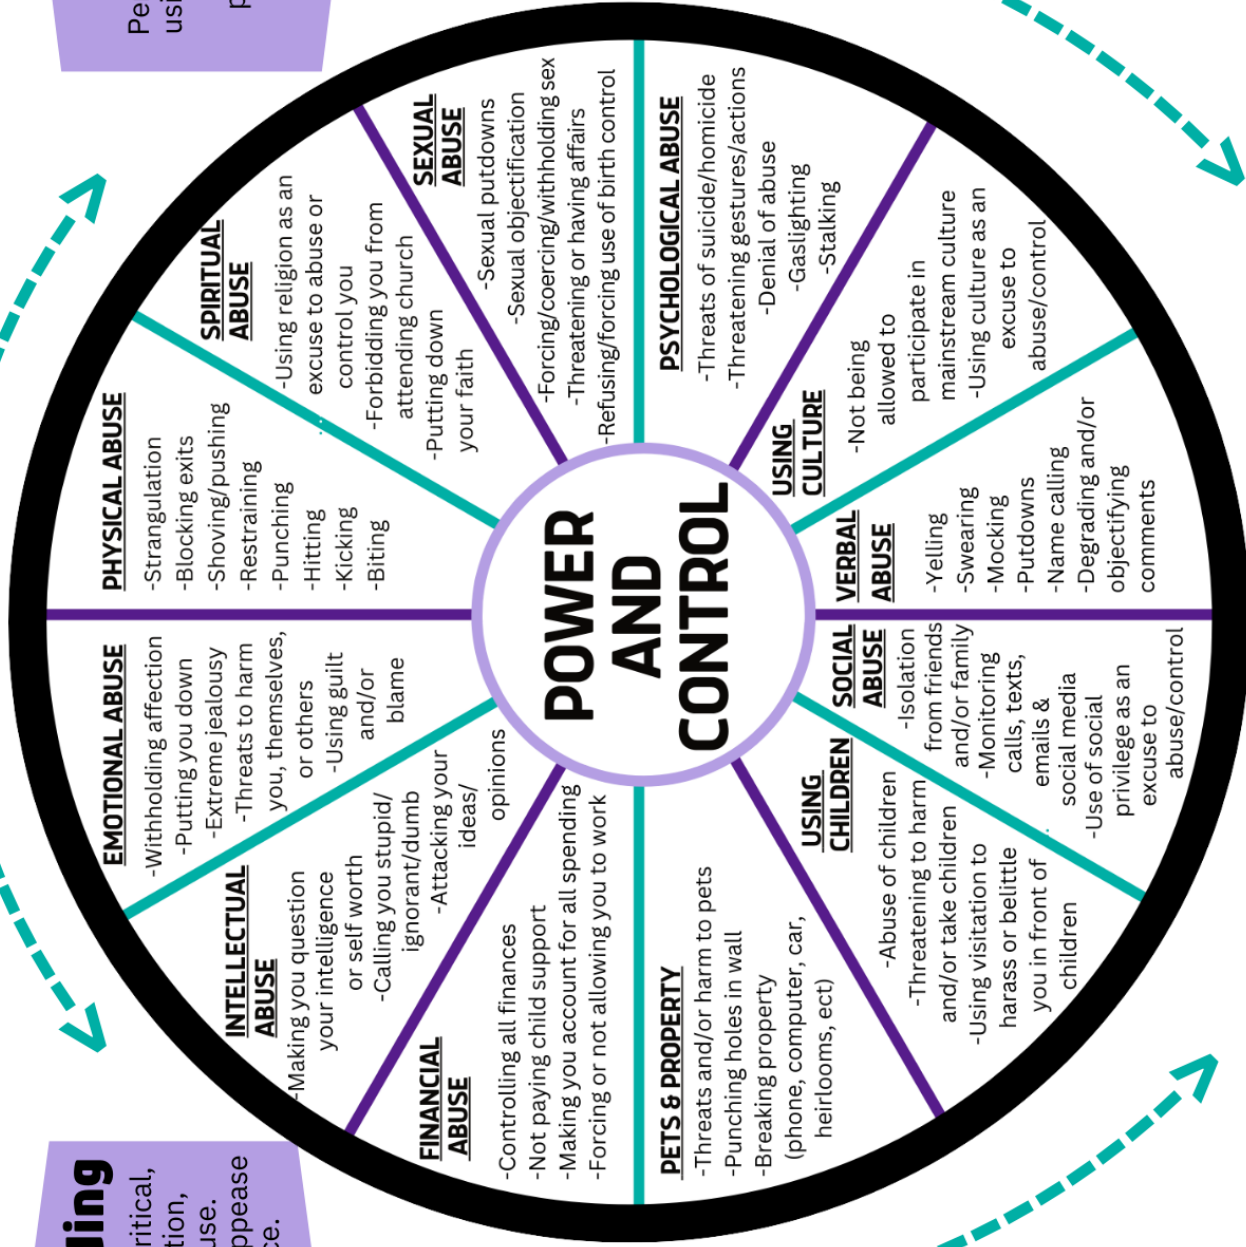 Pe
usi
p
POWER
AND
CONTROL
PHYSICAL ABUSE
-Strangulation
-Blocking exits
-Shoving/pushing
-Restraining
-Punching
-Hitting
-Kicking
-Biting
SPIRITUAL
ABUSE
-Using religion as an
excuse to abuse or
control you
-Forbidding you from
attending church
-Putting down
your faith
SEXUAL
ABUSE
-Sexual putdowns
-Sexual objectification
-Forcing/coercing/withholding sex
-Threatening or having affairs
-Refusing/forcing use of birth control
PSYCHOLOGICAL ABUSE
-Threats of suicide/homicide
-Threatening gestures/actions
-Denial of abuse
-Gaslighting
-Stalking
USING
CULTURE
-Not being
allowed to
participate in
mainstream culture
-Using culture as an
excuse to
abuse/control
VERBAL
ABUSE
-Yelling
-Swearing
-Mocking
-Putdowns
-Name calling
-Degrading and/or
objectifying
comments
SOCIAL
ABUSE
-Isolation
from friends
and/or family
-Monitoring
calls, texts,
emails &
social media
-Use of social
privilege as an
excuse to
abuse/control
USING
CHILDREN
-Abuse of children
-Threatening to harm
and/or take children
-Using visitation to
harass or belittle
you in front of
children
PETS & PROPERTY
-Threats and/or harm to pets
-Punching holes in wall
-Breaking property
(phone, computer, car,
heirlooms, ect)
FINANCIAL
ABUSE
-Controlling all finances
-Not paying child support
-Making you account for all spending
-Forcing or not allowing you to work
INTELLECTUAL
ABUSE
-Making you question
your intelligence
or self worth
-Calling you stupid/
ignorant/dumb
-Attacking your
ideas/
opinions
EMOTIONAL ABUSE
-Withholding affection
-Putting you down
-Extreme jealousy
-Threats to harm
you, themselves,
or others
-Using guilt
and/or
blame
ding
ritical,
tion,
use.
ppease
ce.